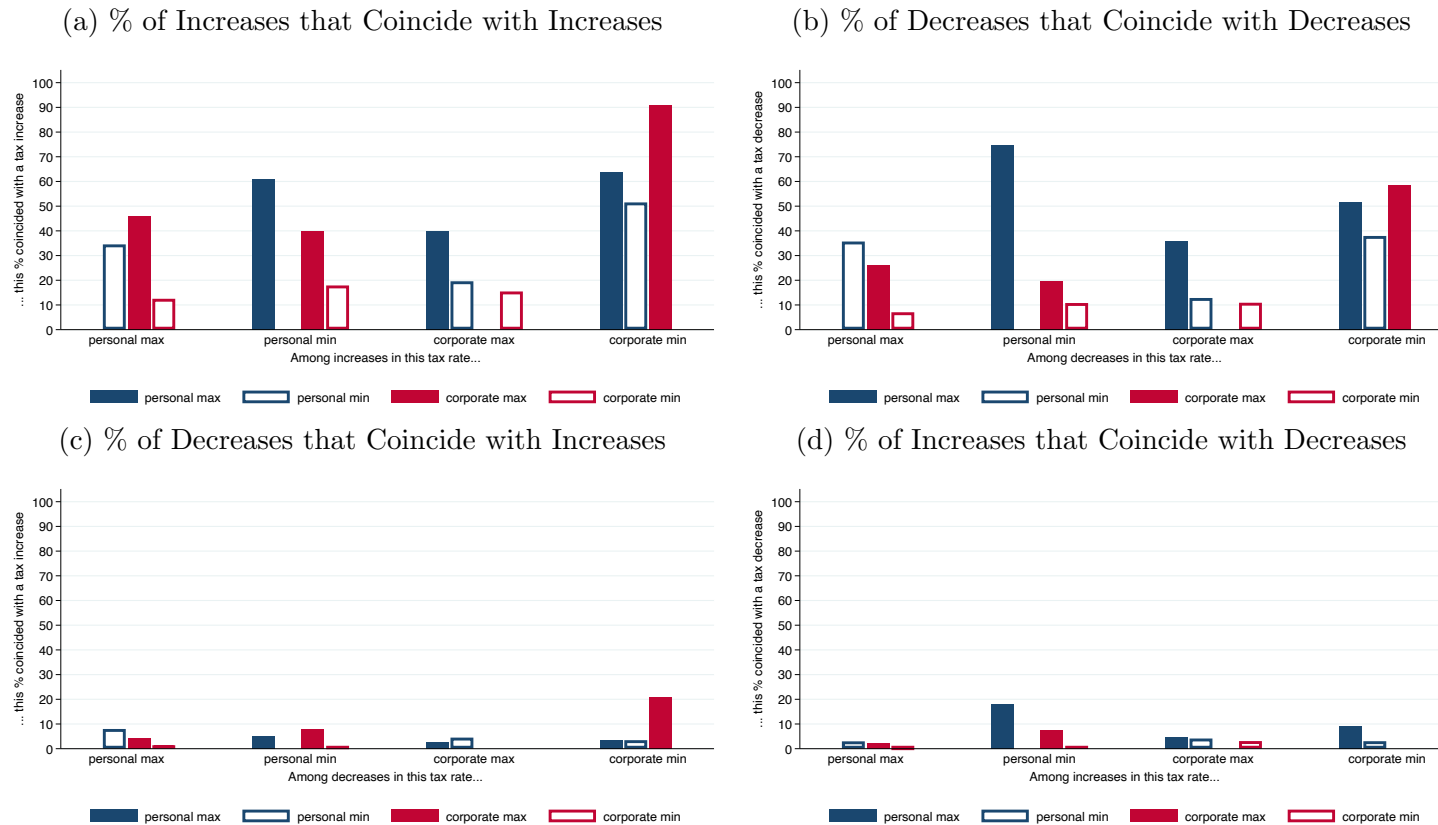 (a) % of Increases that Coincide with Increases
... this % coincided with a tax increase
100
90
80
70
60
50
40
30
20
10
0
personal max personal min corporate max corporate min
Among increases in this tax rate...
personal max personal min corporate max corporate min
(b) % of Decreases that Coincide with Decreases
... this % coincided with a tax decrease
100
90
80
70
60
50
40
30
20
10
0
personal max personal min corporate max corporate min
Among decreases in this tax rate...
personal max personal min corporate max corporate min
(c) % of Decreases that Coincide with Increases
... this % coincided with a tax increase
100
90
80
70
60
50
40
30
20
10
0
personal max personal min corporate max corporate min
Among decreases in this tax rate...
personal max personal min corporate max corporate min
(d) % of Increases that Coincide with Decreases
... this % coincided with a tax decrease
100
90
80
70
60
50
40
30
20
10
0
personal max personal min corporate max corporate min
Among increases in this tax rate...
personal max personal min corporate max corporate min